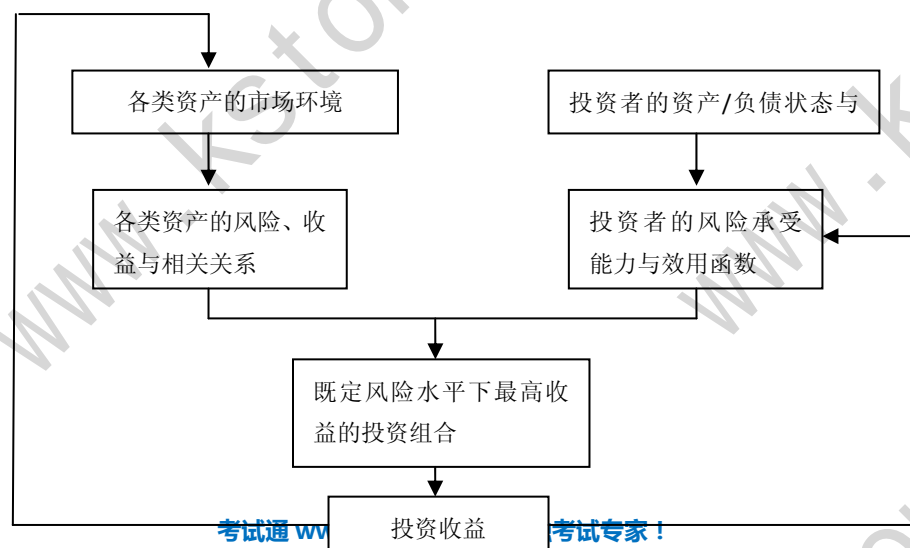 各类资产的市场环境
投资者的资产/负债状态与
各类资产的风险、收
益与相关关系
投资者的风险承受
能力与效用函数
既定风险水平下最高收
益的投资组合
投资收益
考试通 ww
考试专家！
www.ksto
www.k